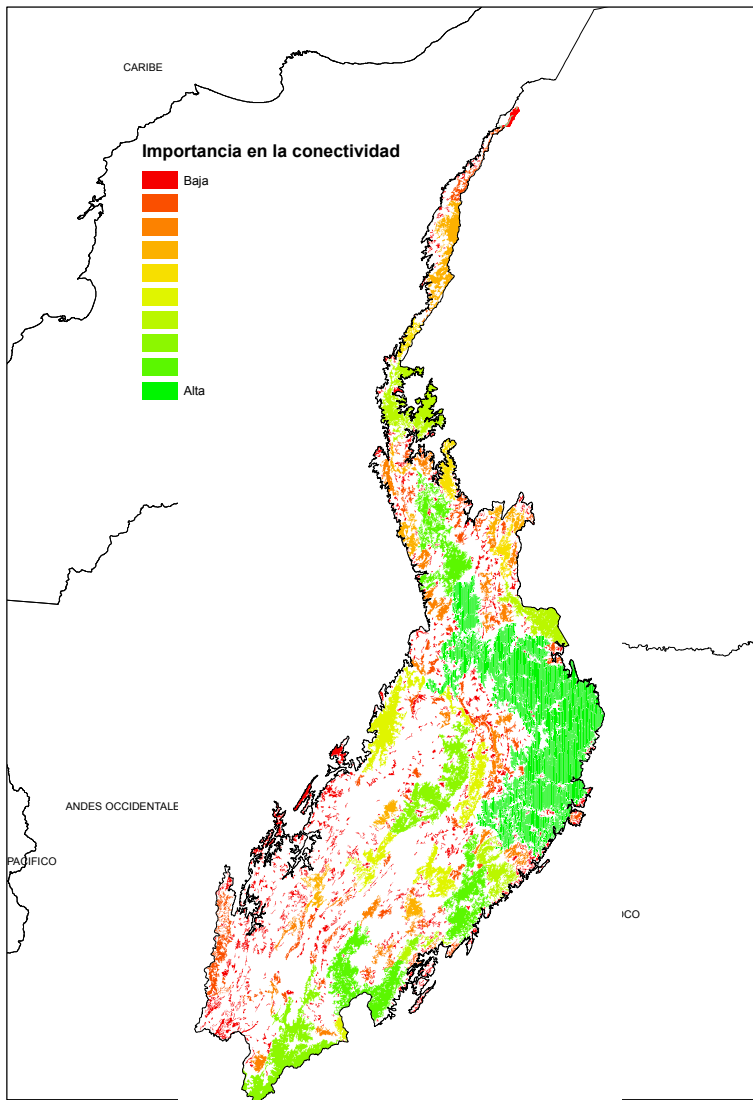 CARIBE
Importancia en la conectividad
Baja
Alta
ANDES OCCIDENTALE
PACIFICO
OCO